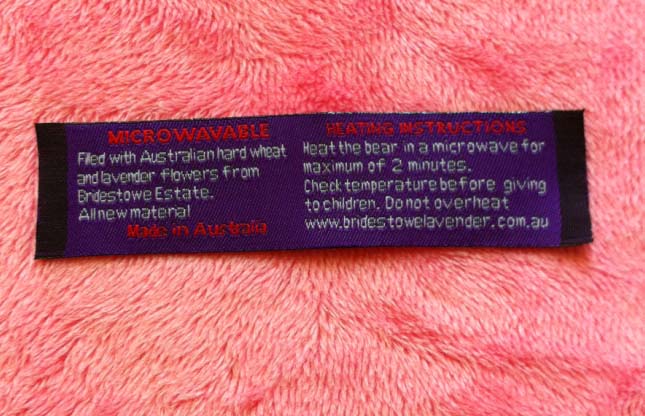 MICROWAVABLE
Filled with Australian hard wheat
and lavender flowers from
Bridestowe Estate.
All new material
Made in Australia
HEATING INSTRUCTIONS
Heat the bear in a microwave for
maximum of 2 minutes.
Check temperature before giving
to children. Do not overheat
www.bridestowelavender.com.au